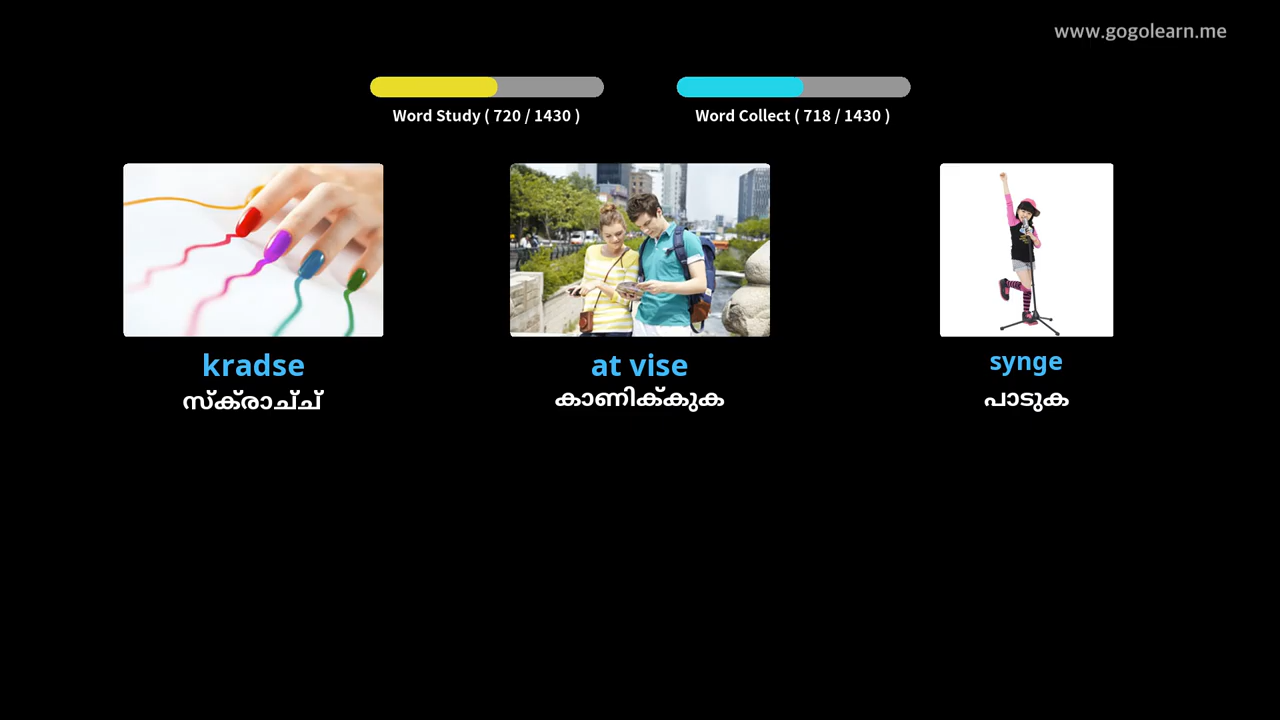 www.gogolearn.me
Word Study ( 720 / 1430 )
Word Collect ( 718 / 1430 )
kradse
സ്ക്രാച്ച്
at vise
കാണിക്കുക
synge
പാടുക